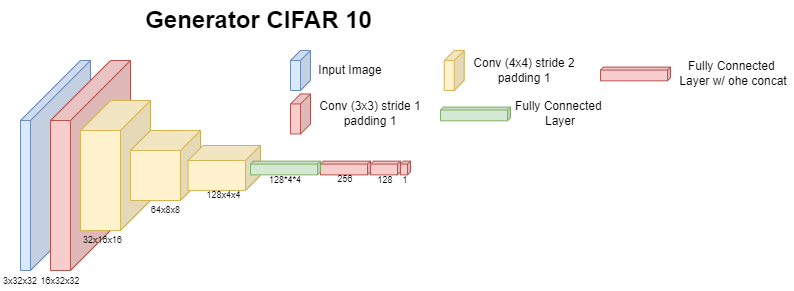 Generator CIFAR 10
Input Image
Conv (4x4) stride 2
padding 1
Fully Connected
Layer w/ ohe concat
Conv (3x3) stride 1
padding 1
Fully Connected
Layer
128*4*4
256
128
1
128x4x4
64x8x8
32x16x16
3x32x32
16x32x32